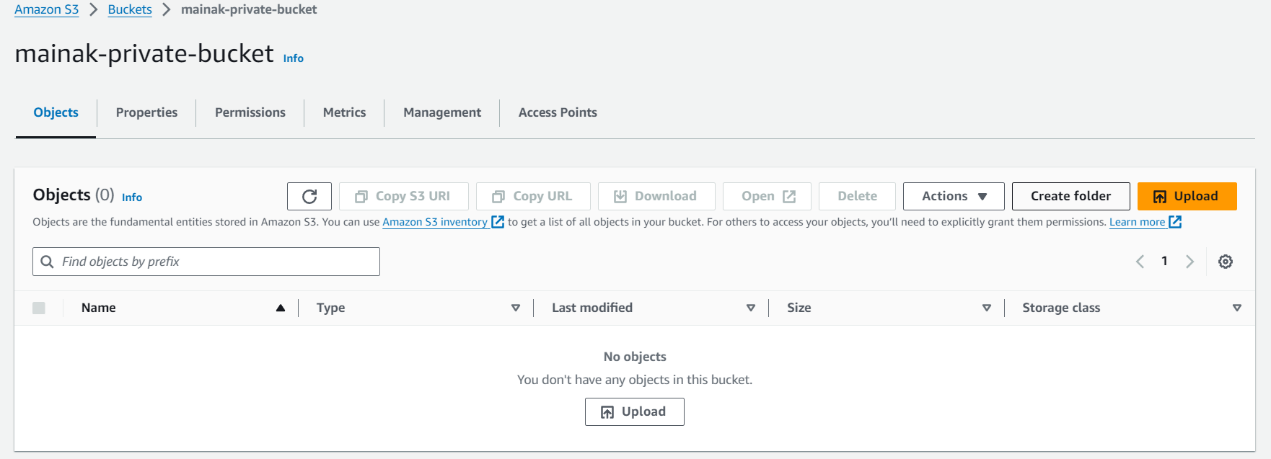 Amazon S3 > Buckets > mainak-private-bucket
mainak-private-bucket Info
Objects Properties Permissions Metrics Management Access Points
Objects (0) Info Copy S3 URI Copy URL Download Open Delete Actions Create folder Upload
Objects are the fundamental entities stored in Amazon S3. You can use Amazon S3 inventory to get a list of all objects in your bucket. For others to access your objects, you'll need to explicitly grant them permissions. Learn more
Find objects by prefix < 1 >
Name Type Last modified Size Storage class
No objects
You don't have any objects in this bucket.
Upload